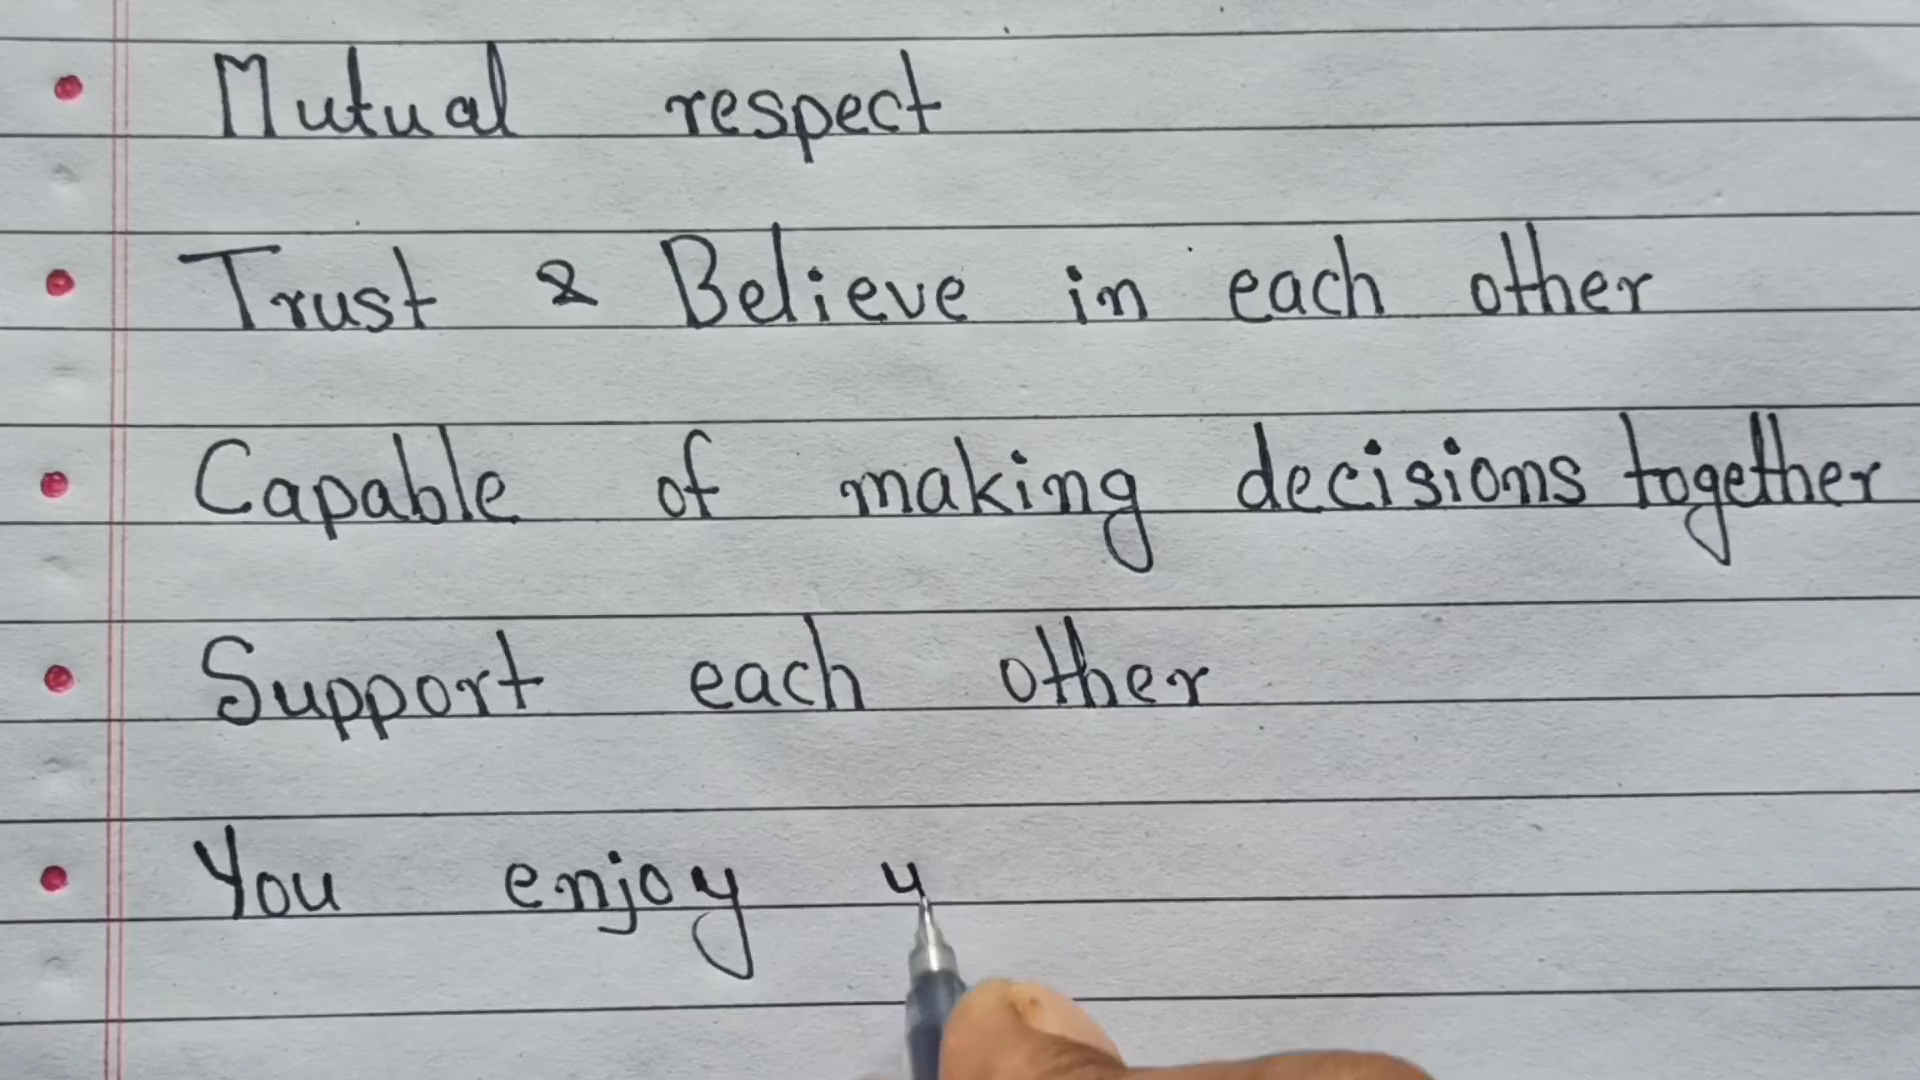 Mutual respect
Trust & Believe in each other
Capable of making decisions together
Support each other
You enjoy y